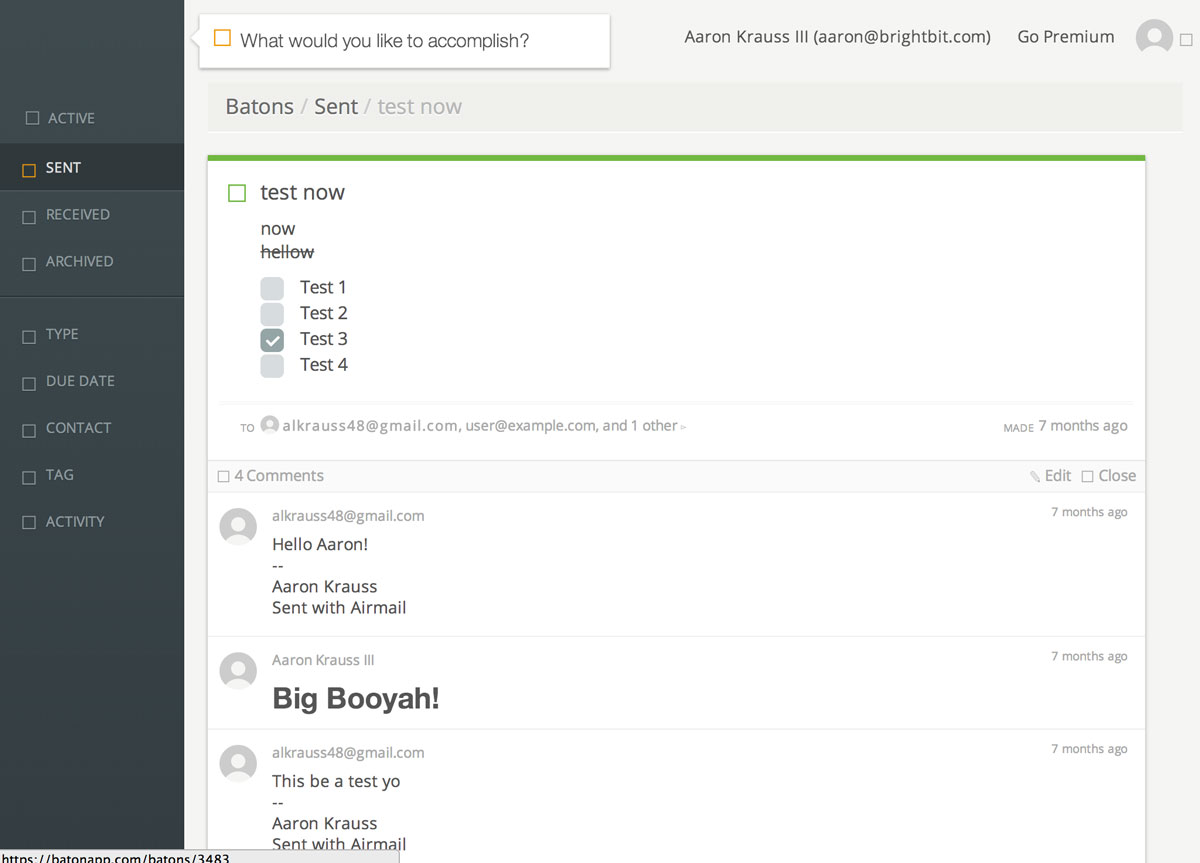 What would you like to accomplish?
Aaron Krauss III (aaron@brightbit.com) Go Premium
Batons / Sent / test now
ACTIVE
SENT
RECEIVED
ARCHIVED
TYPE
DUE DATE
CONTACT
TAG
ACTIVITY
test now
now
hellow
Test 1
Test 2
Test 3
Test 4
TO alkrauss48@gmail.com, user@example.com, and 1 other
MADE 7 months ago
4 Comments
Edit Close
alkrauss48@gmail.com 7 months ago
Hello Aaron!
--
Aaron Krauss
Sent with Airmail
Aaron Krauss III 7 months ago
Big Booyah!
alkrauss48@gmail.com 7 months ago
This be a test yo
--
Aaron Krauss
Sent with Airmail
https://batonapp.com/batons/3483